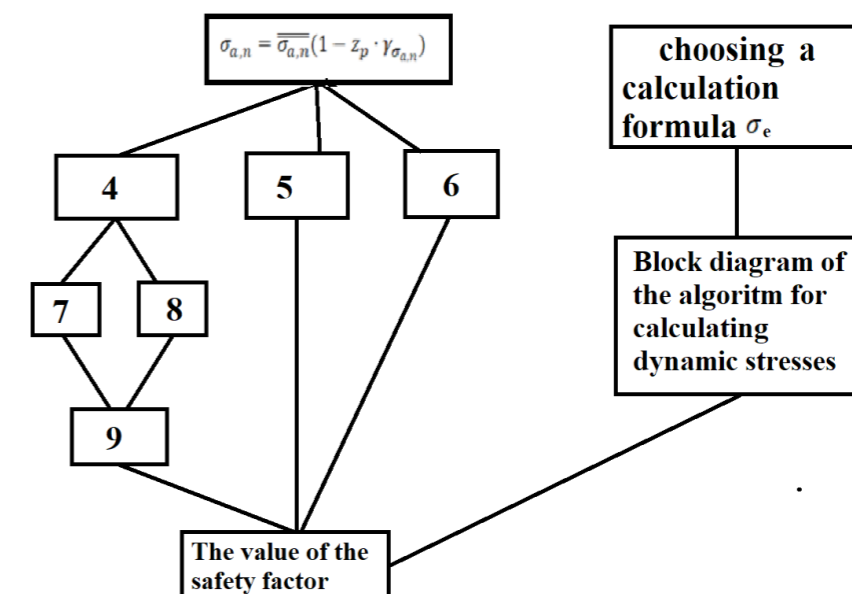 σₐ,ₙ = σ̿ₐ,ₙ(1 − zₚ · γσₐ,ₙ)
choosing a
calculation
formula σₑ
4
5
6
Block diagram of
the algoritm for
calculating
dynamic stresses
7
8
9
The value of the
safety factor